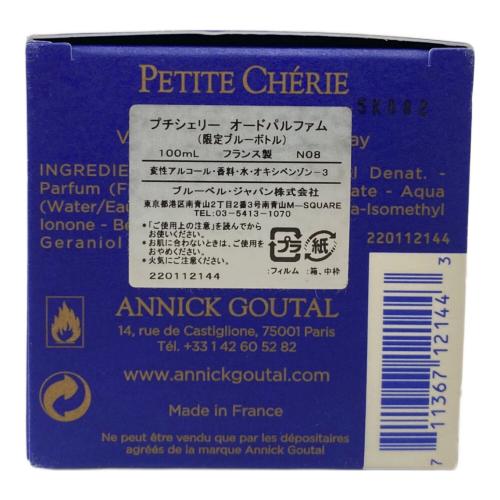 PETITE CHÉRIE
5K002
プチシェリー オードパルファム
(限定ブルーボトル)
100mL フランス製 N08
変性アルコール・香料・水・オキシベンゾン-3
ブルーベル・ジャパン株式会社
東京都港区南青山2丁目2番3号南青山M-SQUARE
TEL:03-5413-1070
●「ご使用上の注意」を読んでから
お使いください。
●お肌に合わないときは、ご使用を
おやめください。
●火気にご注意ください。
プラ 紙
:フィルム :箱、中枠
220112144
INGREDIE
l Denat. -
Parfum (F
ate - Aqua
(Water/Eau
a-Isomethyl
Ionone - Be
Geraniol
220112144
ANNICK GOUTAL
14, rue de Castiglione, 75001 Paris
Tél. +33 1 42 60 52 82
www.annickgoutal.com
Made in France
Ne peut être vendu que par les dépositaires
agréés de la marque Annick Goutal
7 11367 12144 3